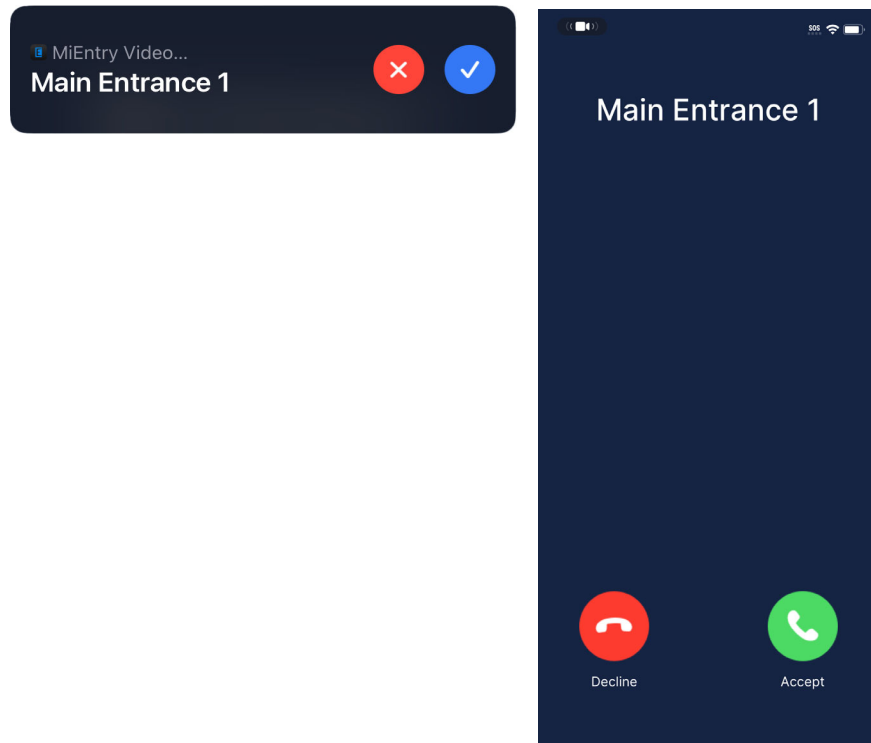 MiEntry Video...
Main Entrance 1
SOS
Main Entrance 1
Decline
Accept